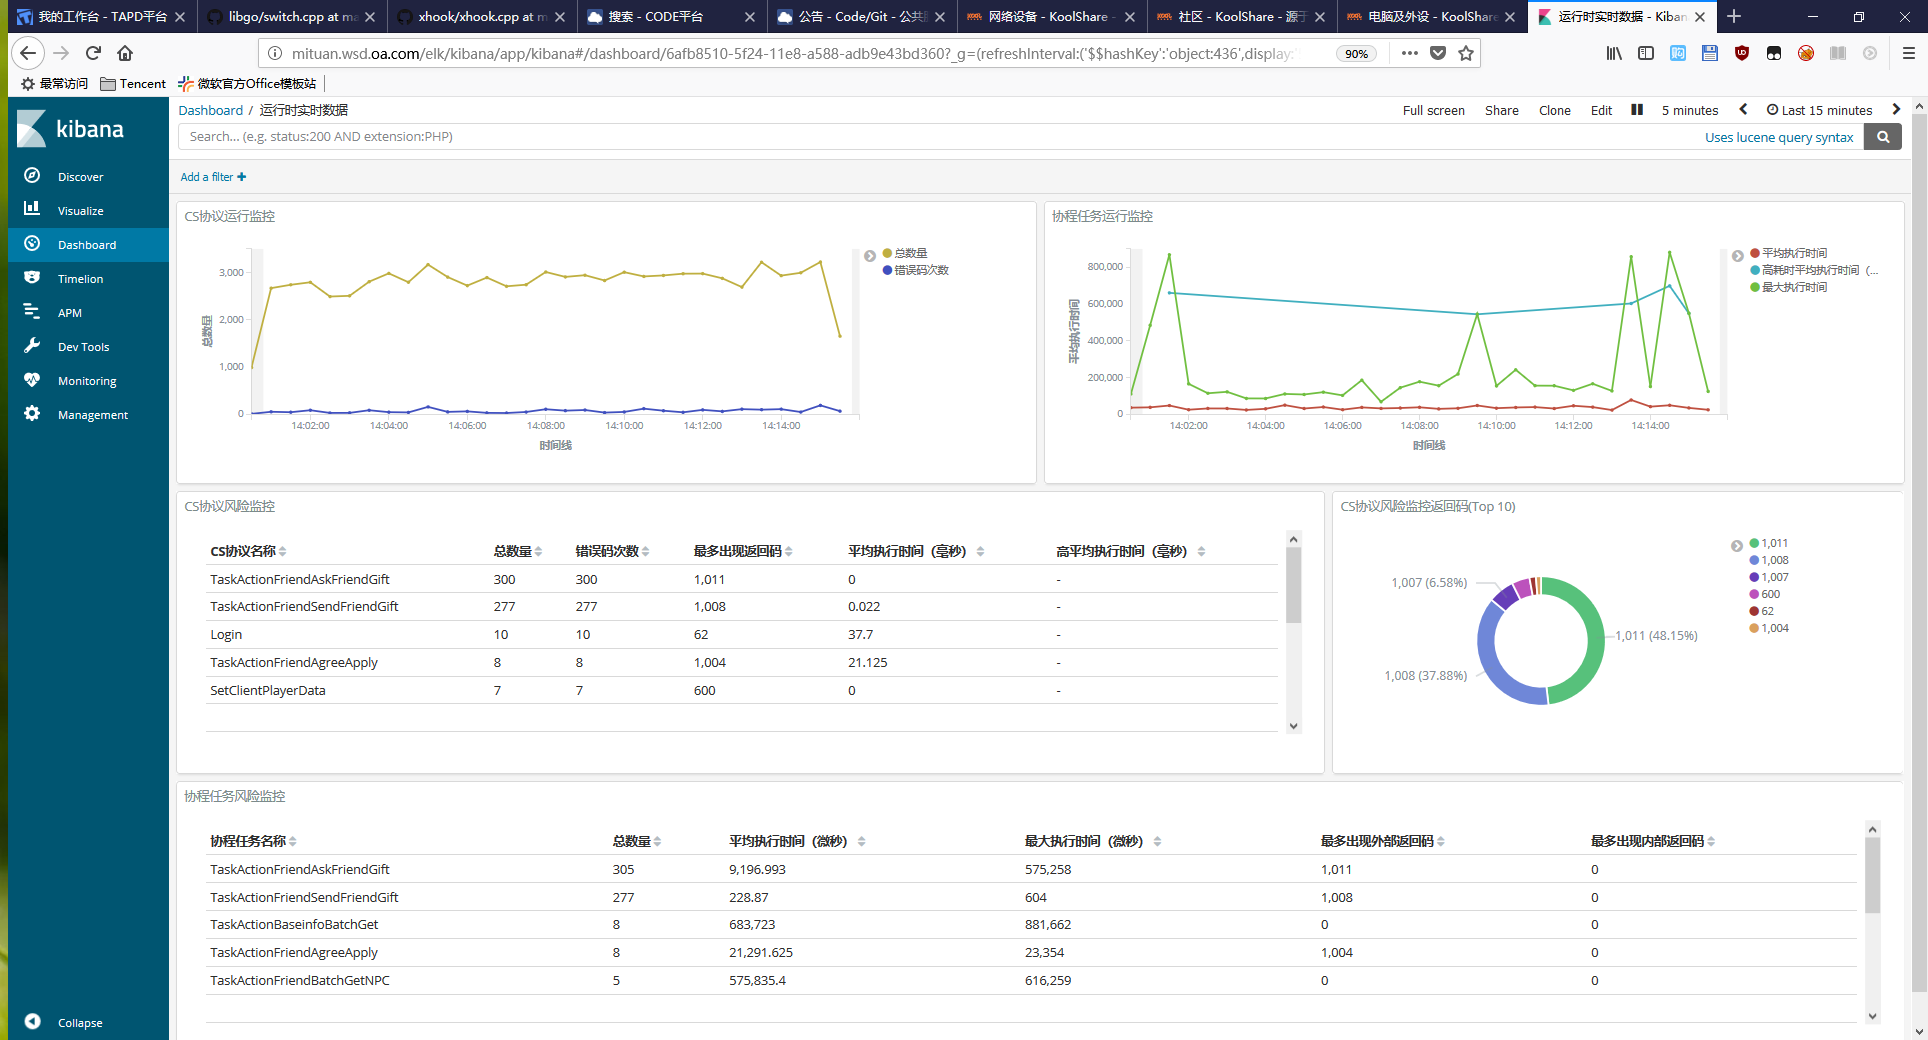 我的工作台 - TAPD平台
libgo/switch.cpp at ma
xhook/xhook.cpp at m
搜索 - CODE平台
公告 - Code/Git - 公共
网络设备 - KoolShare -
社区 - KoolShare - 源于
电脑及外设 - KoolShare
运行时实时数据 - Kiban
mituan.wsd.oa.com/elk/kibana/app/kibana#/dashboard/6afb8510-5f24-11e8-a588-adb9e43bd360?_g=(refreshInterval:('$$hashKey':'object:436',display:
90%
最常访问
Tencent
微软官方Office模板站
kibana
Discover
Visualize
Dashboard
Timelion
APM
Dev Tools
Monitoring
Management
Collapse
Dashboard / 运行时实时数据
Full screen
Share
Clone
Edit
5 minutes
Last 15 minutes
Search... (e.g. status:200 AND extension:PHP)
Uses lucene query syntax
Add a filter +
CS协议运行监控
3,000
2,000
1,000
0
总数量
14:02:00 14:04:00 14:06:00 14:08:00 14:10:00 14:12:00 14:14:00
时间线
总数量
错误码次数
协程任务运行监控
800,000
600,000
400,000
200,000
0
平均执行时间
14:02:00 14:04:00 14:06:00 14:08:00 14:10:00 14:12:00 14:14:00
时间线
平均执行时间
高耗时平均执行时间（...
最大执行时间
CS协议风险监控
CS协议名称 总数量 错误码次数 最多出现返回码 平均执行时间（毫秒） 高平均执行时间（毫秒）
TaskActionFriendAskFriendGift 300 300 1,011 0 -
TaskActionFriendSendFriendGift 277 277 1,008 0.022 -
Login 10 10 62 37.7 -
TaskActionFriendAgreeApply 8 8 1,004 21.125 -
SetClientPlayerData 7 7 600 0 -
CS协议风险监控返回码(Top 10)
1,007 (6.58%)
1,011 (48.15%)
1,008 (37.88%)
1,011
1,008
1,007
600
62
1,004
协程任务风险监控
协程任务名称 总数量 平均执行时间（微秒） 最大执行时间（微秒） 最多出现外部返回码 最多出现内部返回码
TaskActionFriendAskFriendGift 305 9,196.993 575,258 1,011 0
TaskActionFriendSendFriendGift 277 228.87 604 1,008 0
TaskActionBaseinfoBatchGet 8 683,723 881,662 0 0
TaskActionFriendAgreeApply 8 21,291.625 23,354 1,004 0
TaskActionFriendBatchGetNPC 5 575,835.4 616,259 0 0